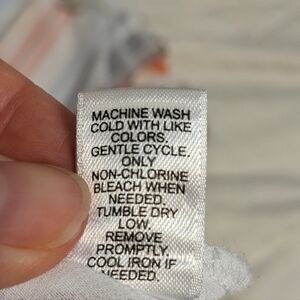 MACHINE WASH
COLD WITH LIKE
COLORS.
GENTLE CYCLE.
ONLY
NON-CHLORINE
BLEACH WHEN
NEEDED.
TUMBLE DRY
LOW.
REMOVE
PROMPTLY.
COOL IRON IF
NEEDED.